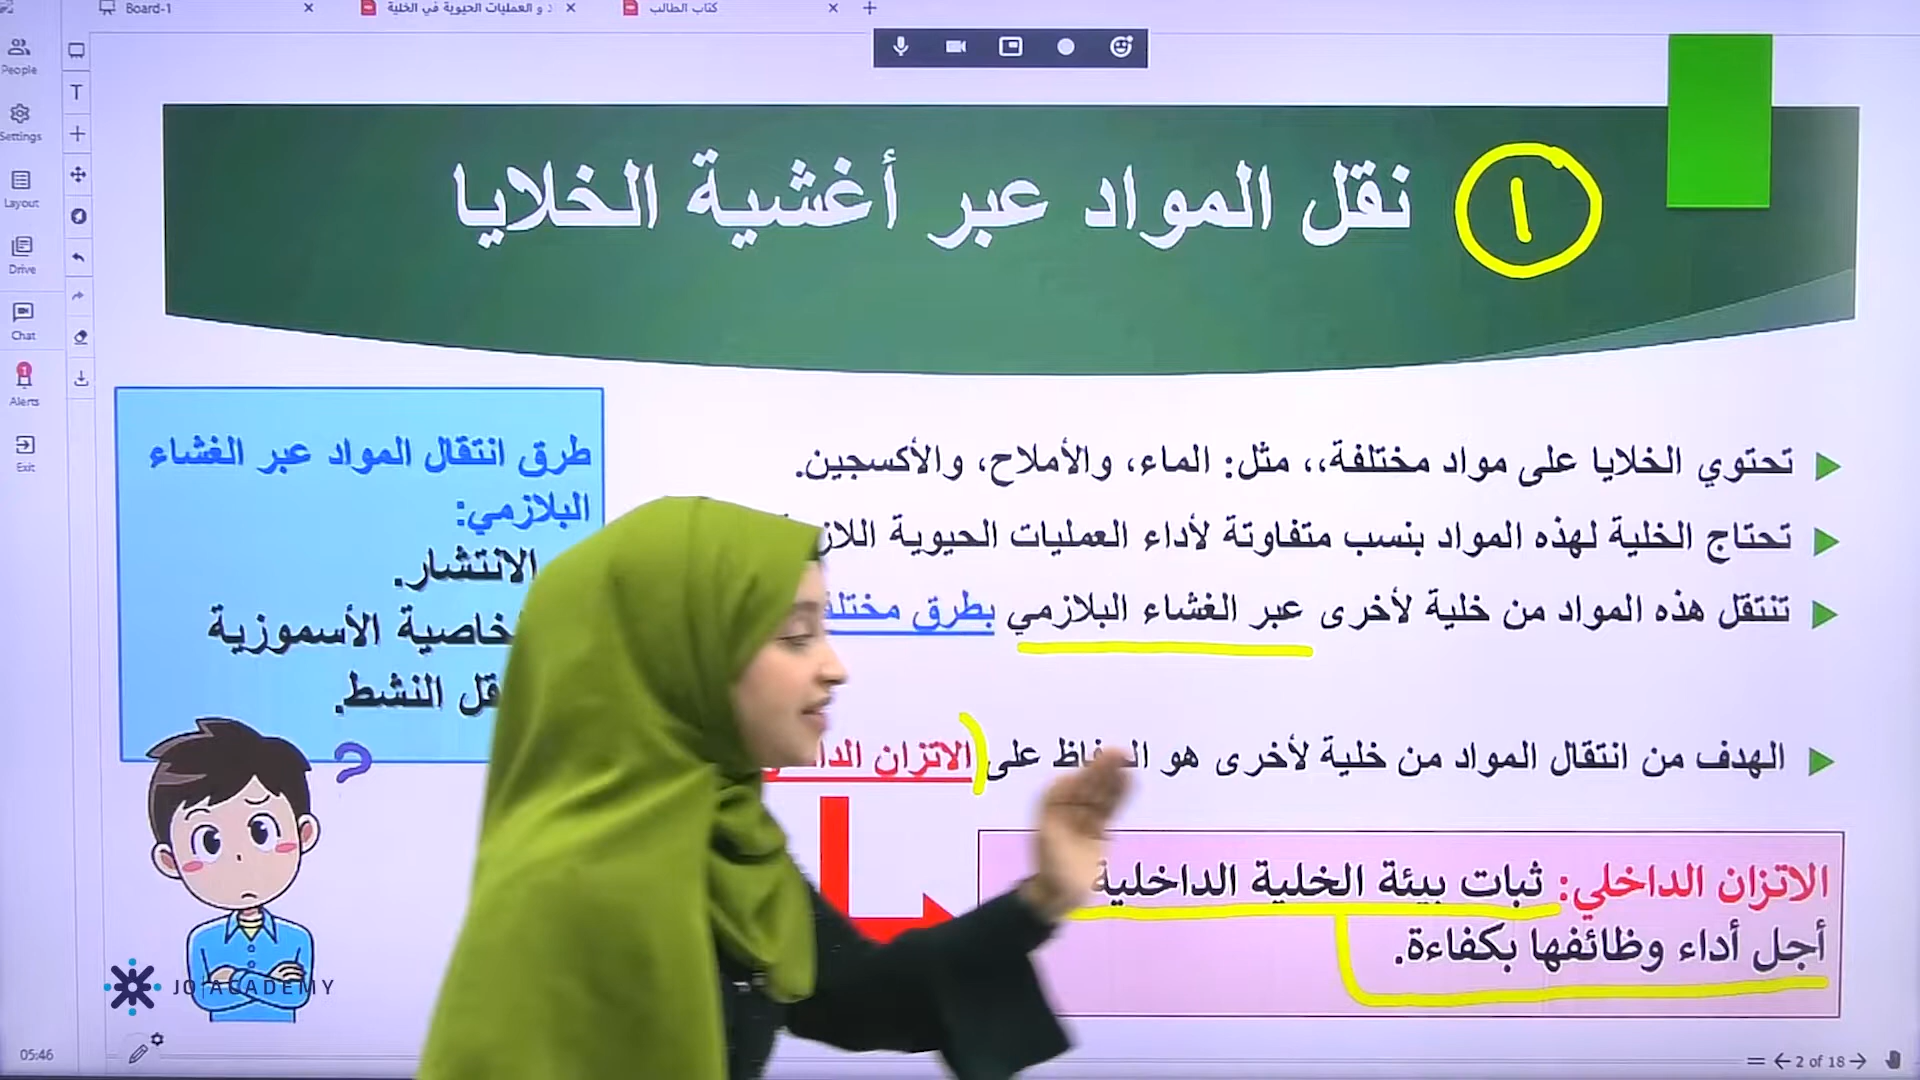 Board-1
د و العمليات الحيوية في الخلية
كتاب الطالب
People
Settings
Layout
Drive
Chat
1
Alerts
Exit
١
نقل المواد عبر أغشية الخلايا
تحتوي الخلايا على مواد مختلفة،، مثل: الماء، والأملاح، والأكسجين.
تحتاج الخلية لهذه المواد بنسب متفاوتة لأداء العمليات الحيوية
تنتقل هذه المواد من خلية لأخرى عبر الغشاء البلازمي بطرق
الهدف من انتقال المواد من خلية لأخرى هو على الاتزان
الاتزان الداخلي: ثبات بيئة الخلية الداخلية
أجل أداء وظائفها بكفاءة.
طرق انتقال المواد عبر الغشاء
البلازمي:
الانتشار.
الأسموزية
النشط.
?
JO ACADEMY
05:46
2 of 18